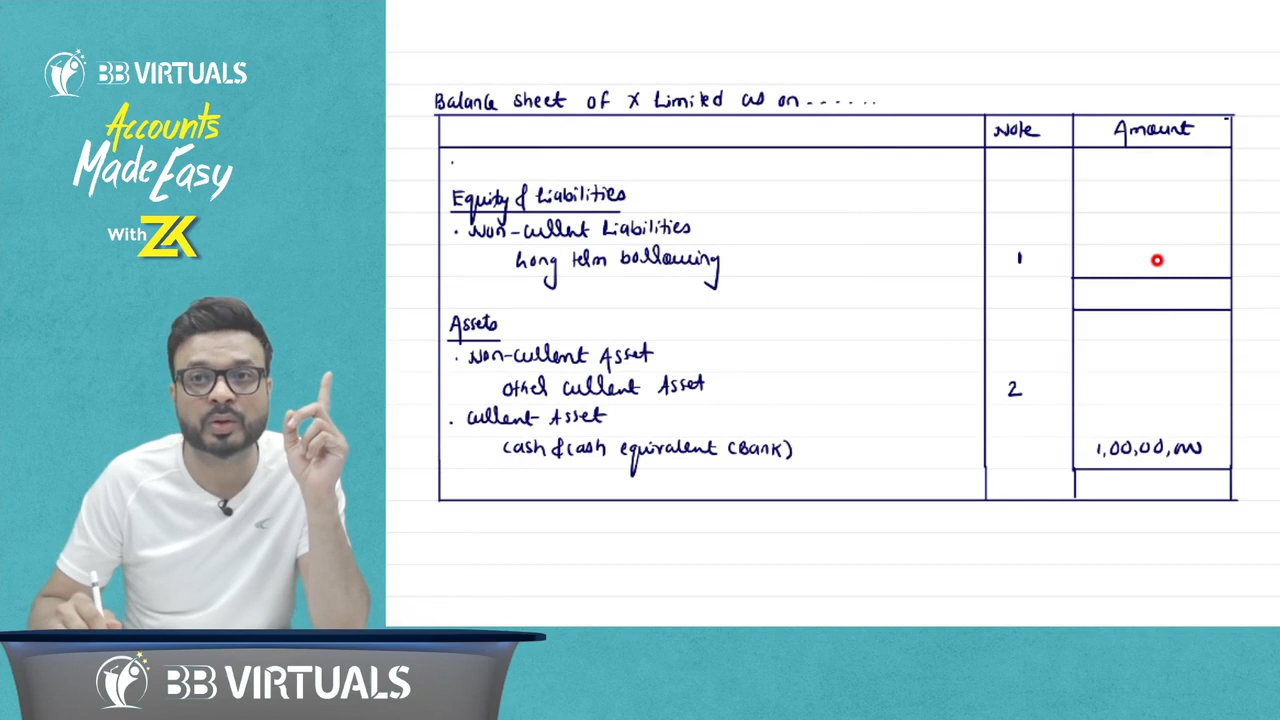 BB VIRTUALS
Accounts
Made Easy
With ZK
Balance sheet of X Limited as on ......
Note Amount
Equity & Liabilities
. Non-current Liabilities
Long term borrowing 1
Assets
. Non-current Asset
Other current Asset 2
. Current Asset
Cash & cash equivalent (Bank) 1,00,00,000
BB VIRTUALS